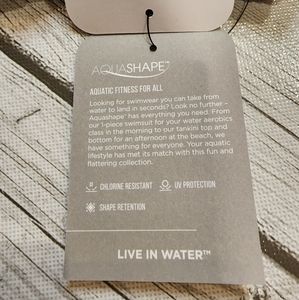 AQUASHAPE™
AQUATIC FITNESS FOR ALL
Looking for swimwear you can take from
water to land in seconds? Look no further –
Aquashape™ has everything you need. From
our 1-piece swimsuit for your water aerobics
class in the morning to our tankini top and
bottom for an afternoon at the beach, we
have something for everyone. Your aquatic
lifestyle has met its match with this fun and
flattering collection.
CHLORINE RESISTANT
UV PROTECTION
SHAPE RETENTION
LIVE IN WATER™